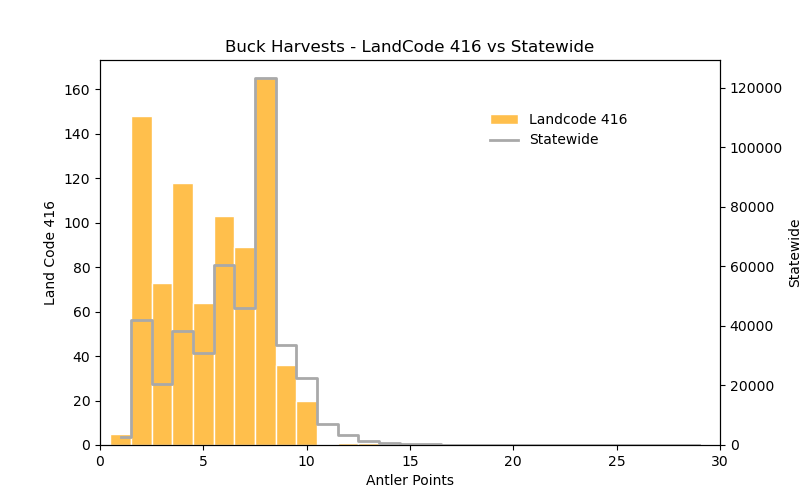 Buck Harvests - LandCode 416 vs Statewide
Land Code 416
160
140
120
100
80
60
40
20
0
Landcode 416
Statewide
120000
100000
80000
60000
40000
20000
0
Statewide
0 5 10 15 20 25 30
Antler Points